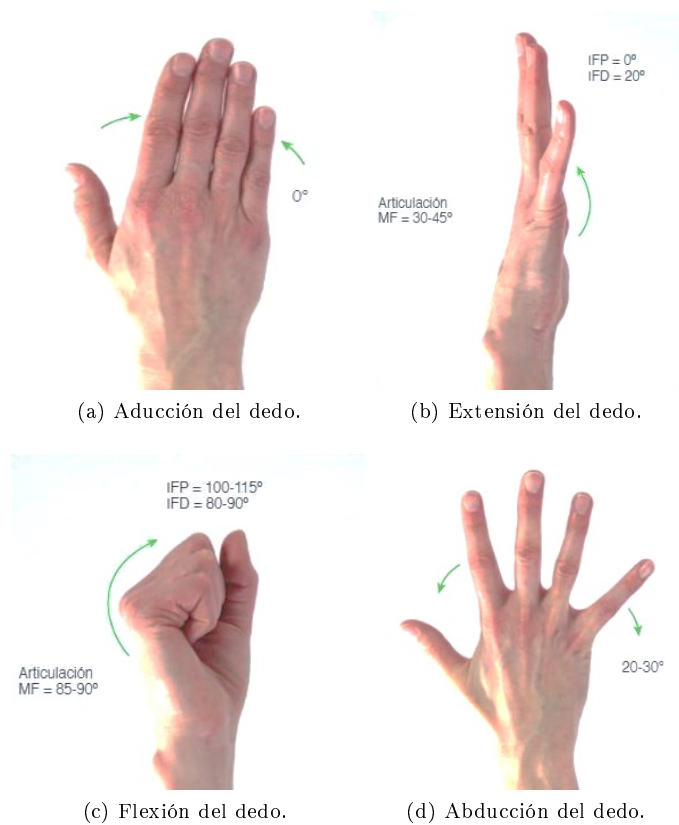 0º
(a) Aducción del dedo.
IFP = 0º
IFD = 20º
Articulación
MF = 30-45º
(b) Extensión del dedo.
IFP = 100-115º
IFD = 80-90º
Articulación
MF = 85-90º
(c) Flexión del dedo.
20-30º
(d) Abducción del dedo.